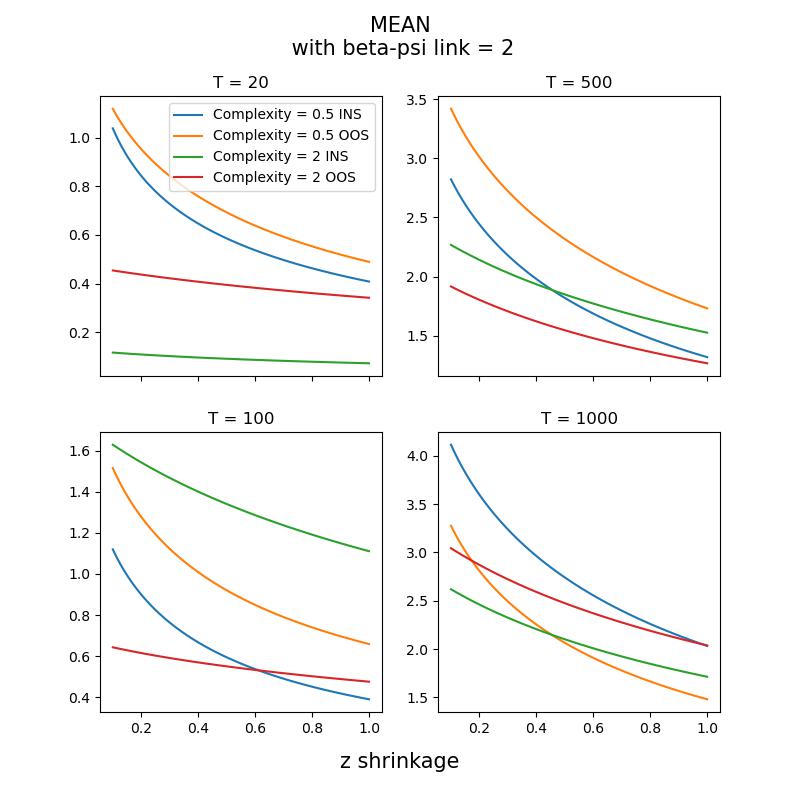 MEAN
with beta-psi link = 2
T = 20
1.0
0.8
0.6
0.4
0.2
Complexity = 0.5 INS
Complexity = 0.5 OOS
Complexity = 2 INS
Complexity = 2 OOS
T = 500
3.5
3.0
2.5
2.0
1.5
T = 100
1.6
1.4
1.2
1.0
0.8
0.6
0.4
0.2 0.4 0.6 0.8 1.0
T = 1000
4.0
3.5
3.0
2.5
2.0
1.5
0.2 0.4 0.6 0.8 1.0
z shrinkage